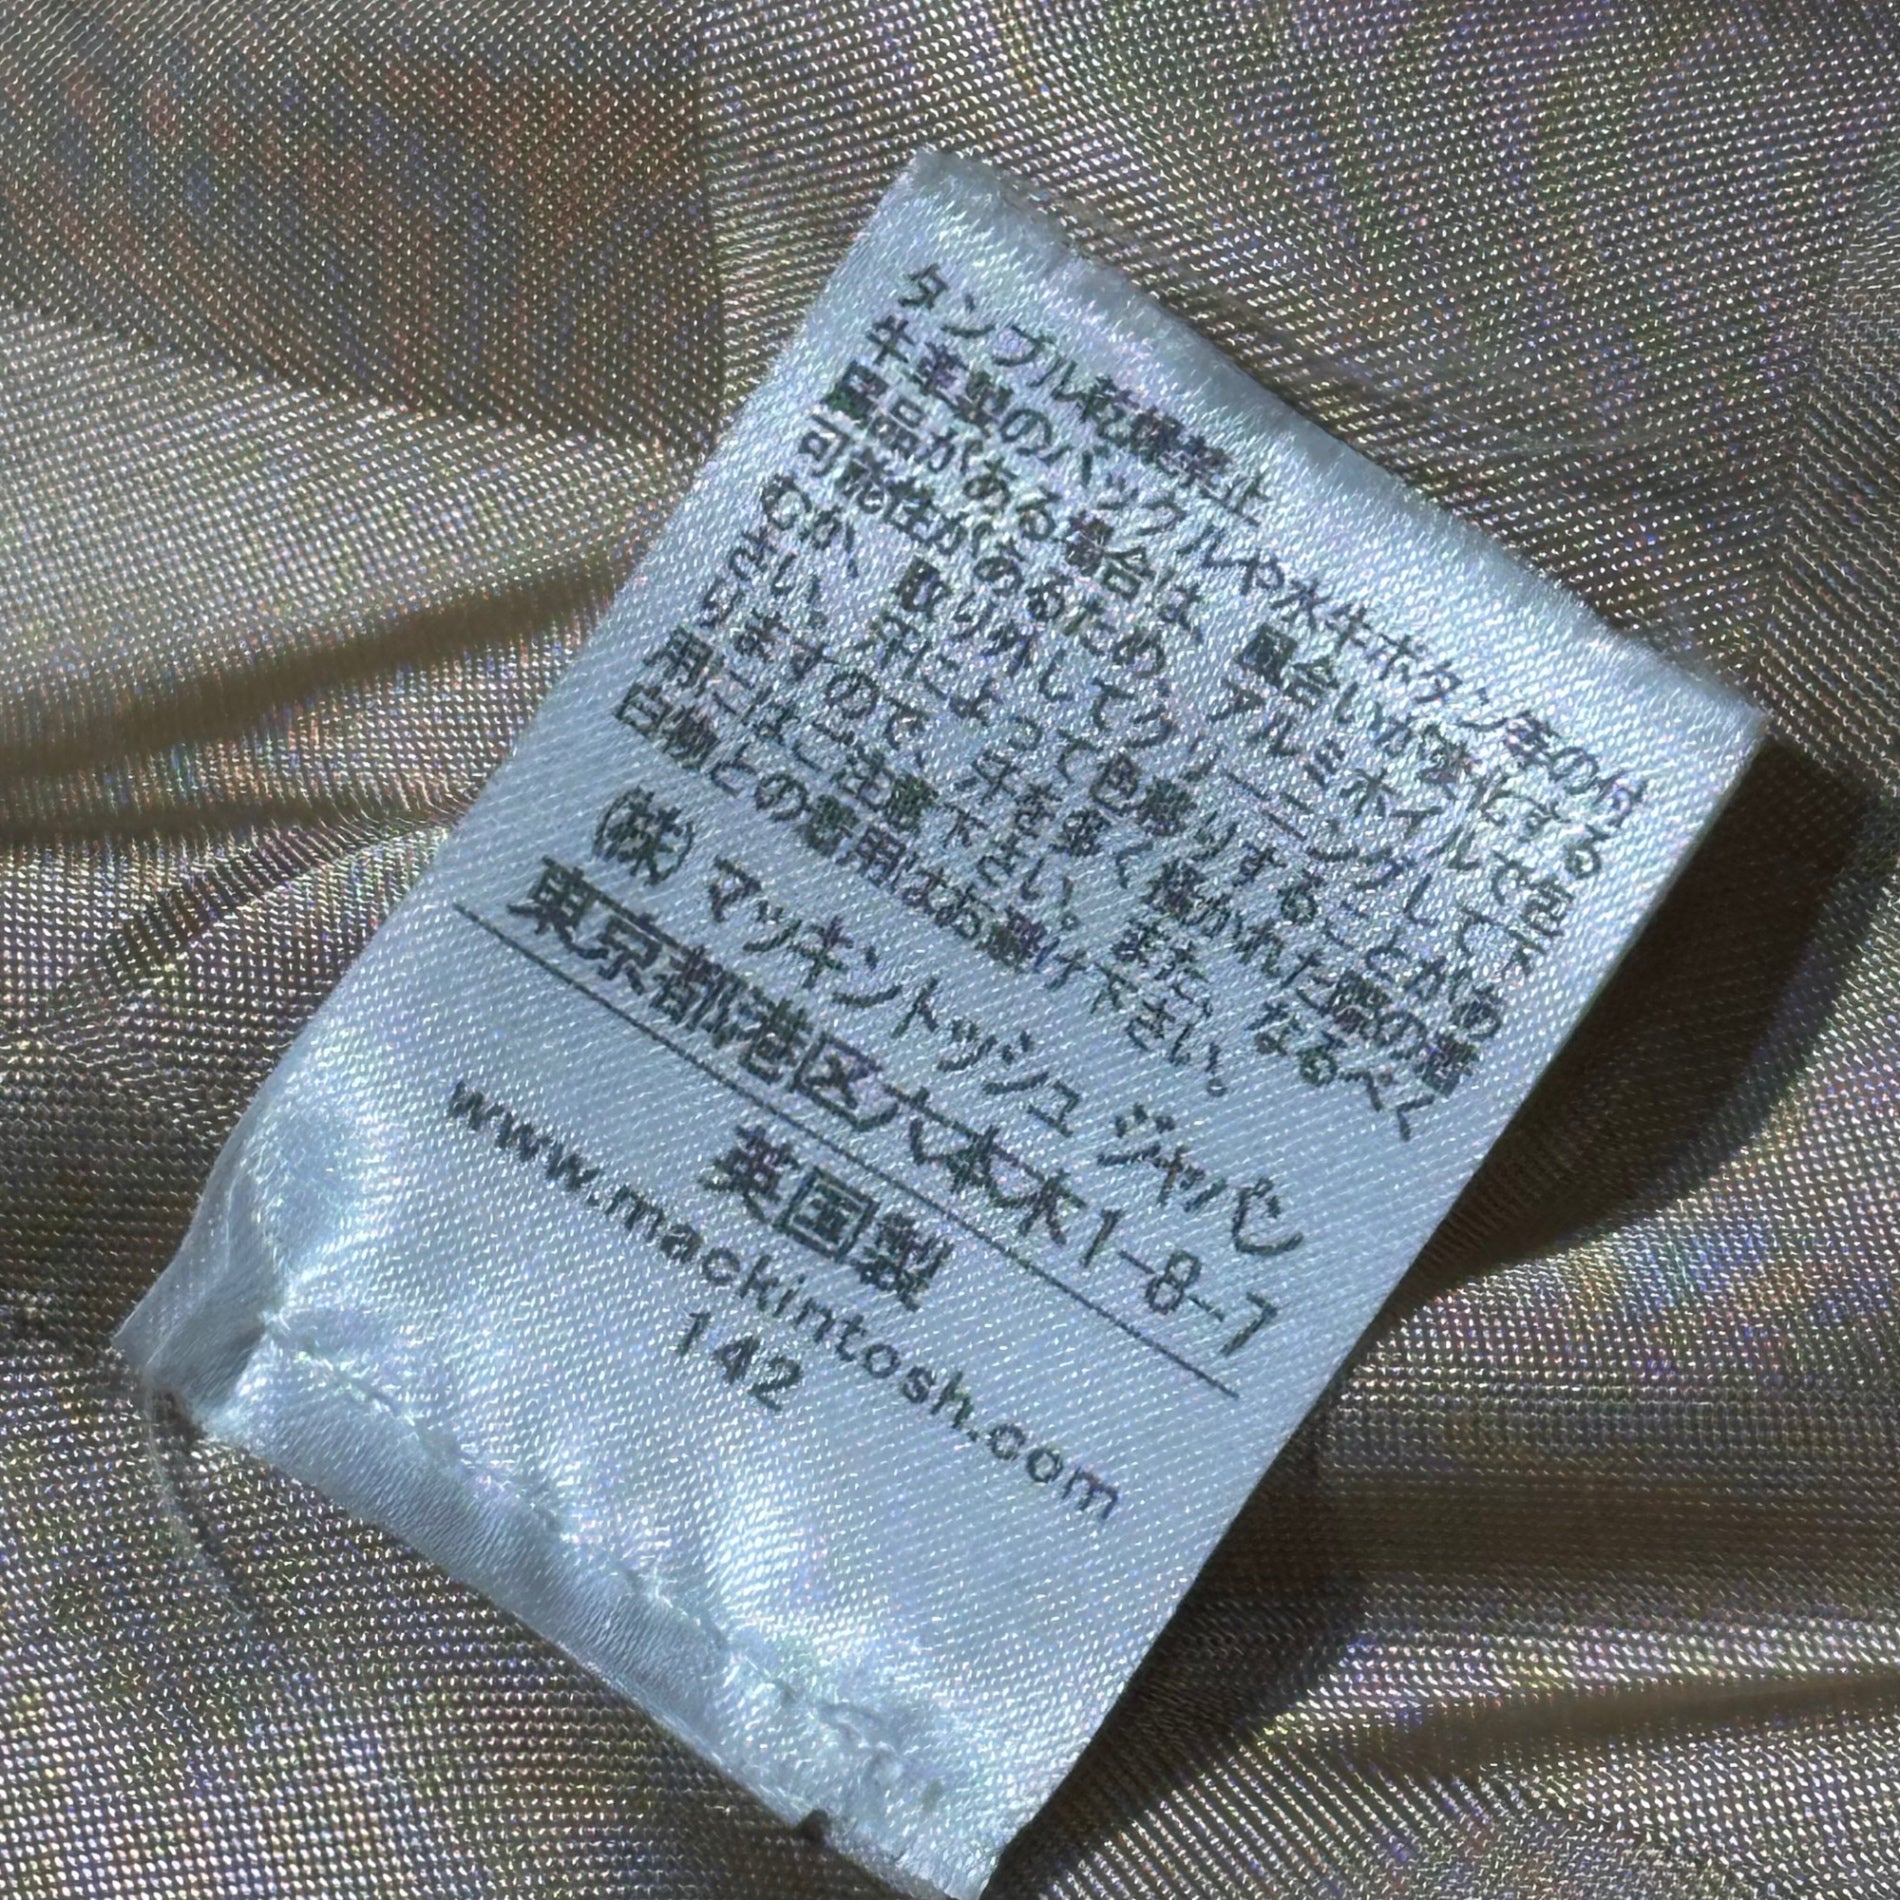 タンブル乾燥禁止
牛革製のバックルや水牛ボタン等の付
属品がある場合は、風合いが変化する
可能性があるため、アルミホイルで包下
むか、取り外してクリーニングして下
さい。汗によって色移りすることがあ
りますので、汗を多く掻かれた際の着
用にはご注意下さい。また、なるべく
白物との着用はお避け下さい。
(株) マッキントッシュ ジャパン
東京都港区六本木1-8-7
英国製
www.mackintosh.com
142